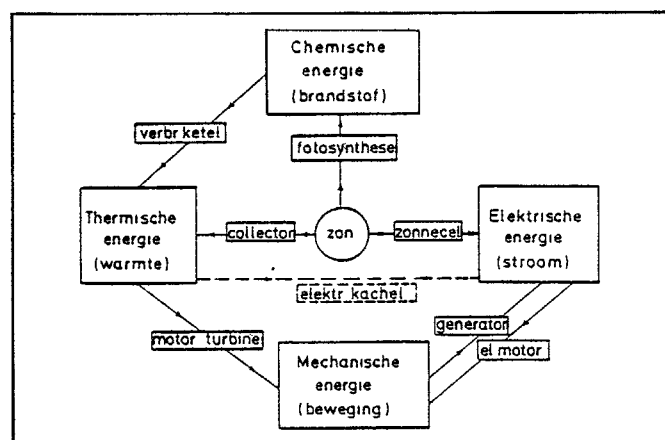 Chemische
energie
(brandstof)
verbr ketel
fotosynthese
Thermische
energie
(warmte)
collector
zon
zonnecel
Elektrische
energie
(stroom)
elektr kachel
motor turbine
generator
el motor
Mechanische
energie
(beweging)